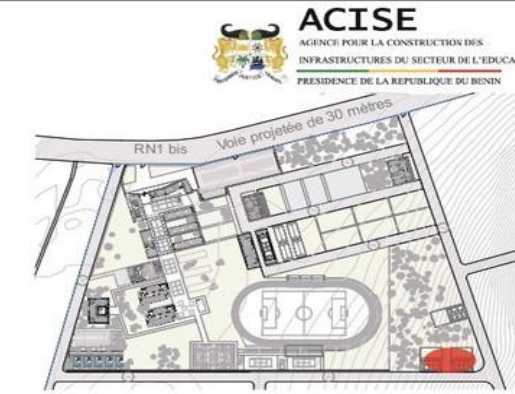 ACISE
AGENCE POUR LA CONSTRUCTION DES
INFRASTRUCTURES DU SECTEUR DE L'EDUCA
PRESIDENCE DE LA REPUBLIQUE DU BENIN
RN1 bis
Voie projetée de 30 mètres